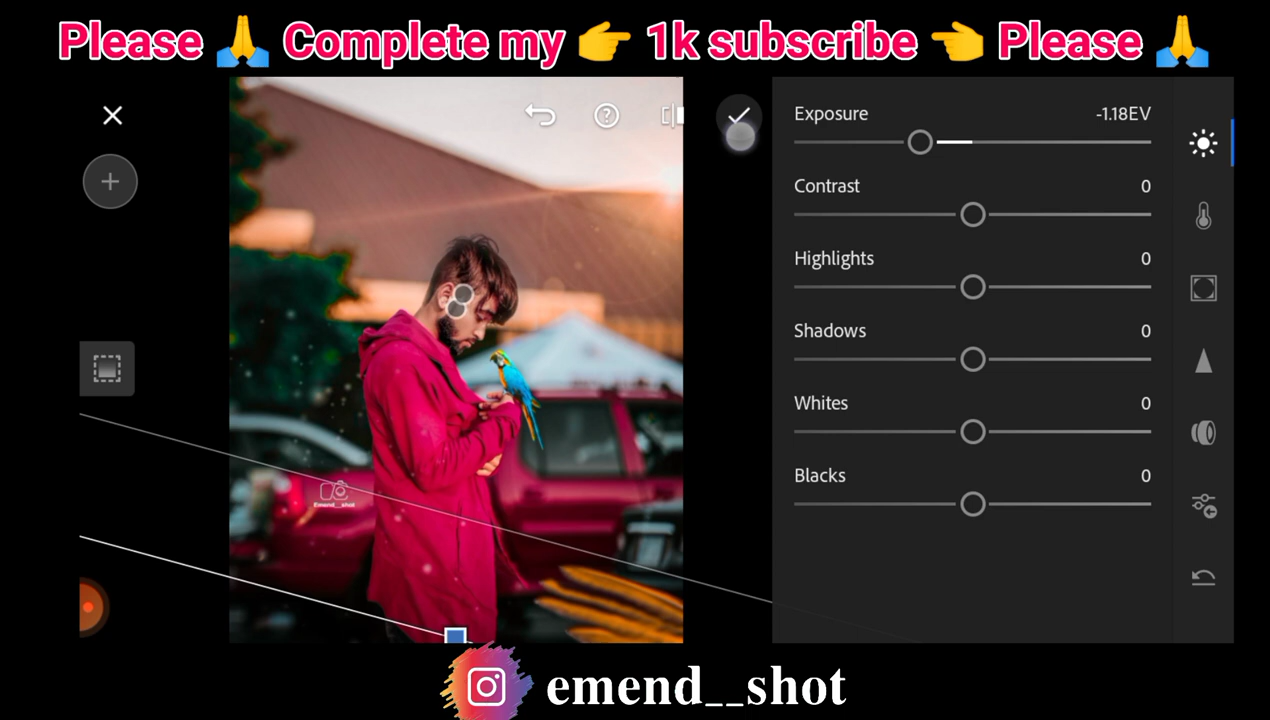 Please 🙏 Complete my 👉 1k subscribe 👈 Please 🙏
Exposure -1.18EV
Contrast 0
Highlights 0
Shadows 0
Whites 0
Blacks 0
Emend__shot
emend__shot